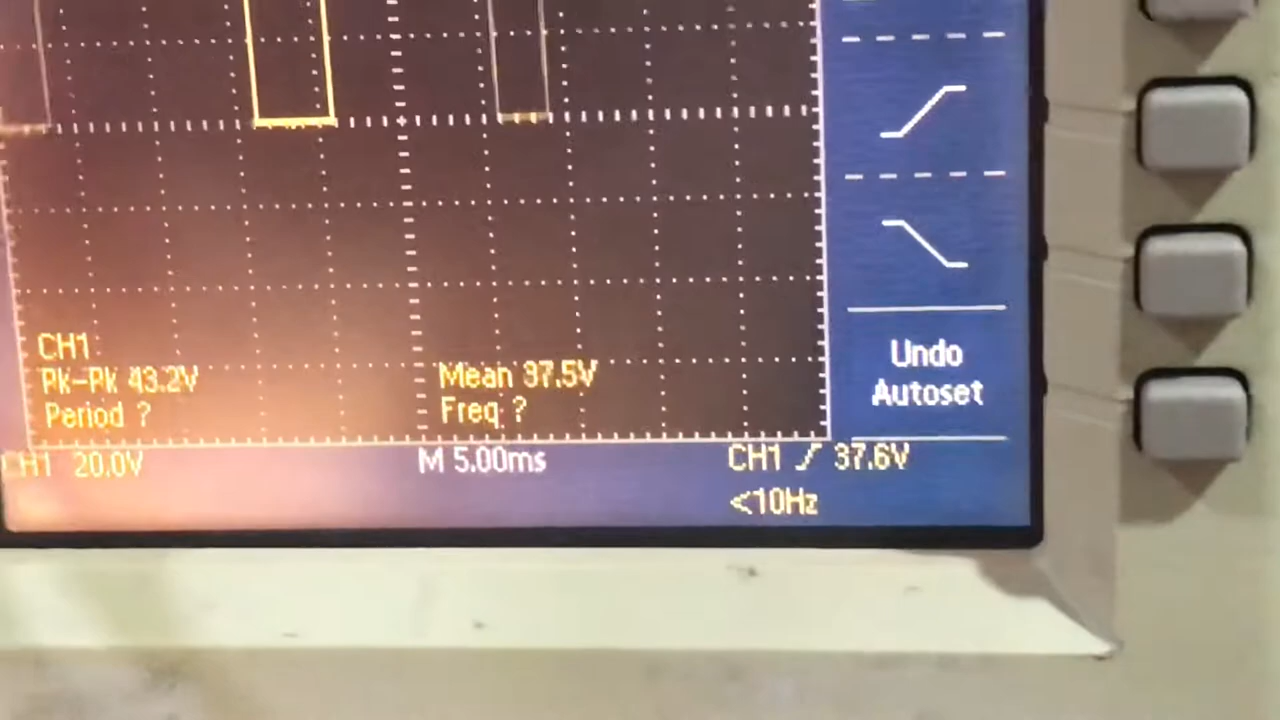 CH1
Pk-Pk 43.2V
Mean 37.5V
Period ?
Freq ?
Undo
Autoset
CH1 20.0V
M 5.00ms
CH1 37.6V
<10Hz